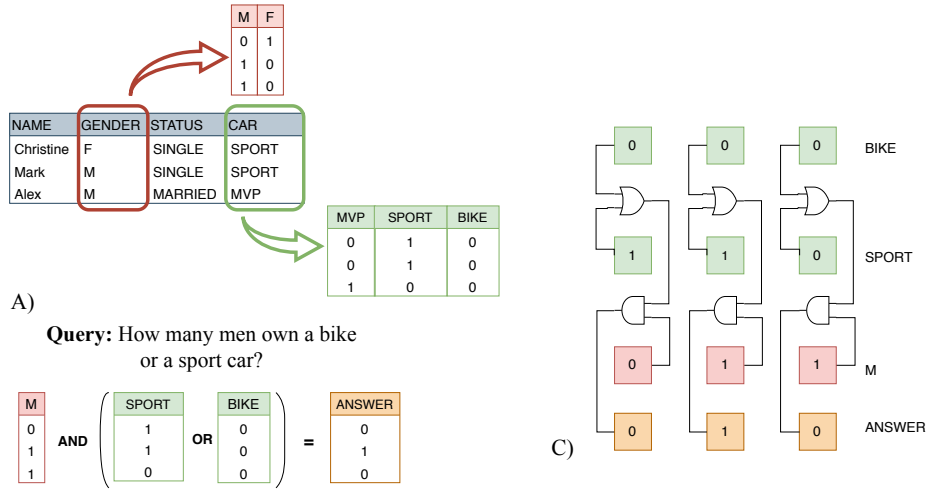 M F
0 1
1 0
1 0
NAME GENDER STATUS CAR
Christine F SINGLE SPORT
Mark M SINGLE SPORT
Alex M MARRIED MVP
MVP SPORT BIKE
0 1 0
0 1 0
1 0 0
A)
Query: How many men own a bike
or a sport car?
M SPORT BIKE ANSWER
0 1 0 0
1 AND ( 1 OR 0 ) = 1
1 0 0 0
0 0 0 BIKE
1 1 0 SPORT
0 1 1 M
0 1 0 ANSWER
C)